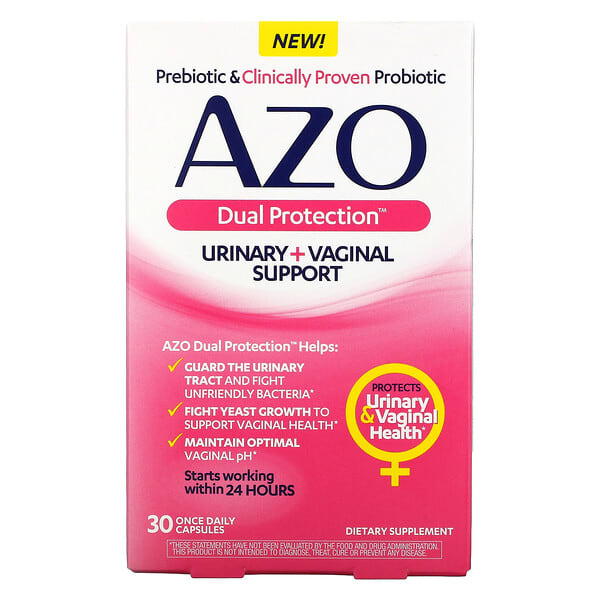 NEW!
Prebiotic & Clinically Proven Probiotic
AZO
Dual Protection™
URINARY + VAGINAL
SUPPORT
AZO Dual Protection™ Helps:
GUARD THE URINARY
TRACT AND FIGHT
UNFRIENDLY BACTERIA*
FIGHT YEAST GROWTH TO
SUPPORT VAGINAL HEALTH*
MAINTAIN OPTIMAL
VAGINAL pH*
Starts working
within 24 HOURS
PROTECTS
Urinary
& Vaginal
Health*
30 ONCE DAILY
CAPSULES
DIETARY SUPPLEMENT
*THESE STATEMENTS HAVE NOT BEEN EVALUATED BY THE FOOD AND DRUG ADMINISTRATION.
THIS PRODUCT IS NOT INTENDED TO DIAGNOSE, TREAT, CURE OR PREVENT ANY DISEASE.